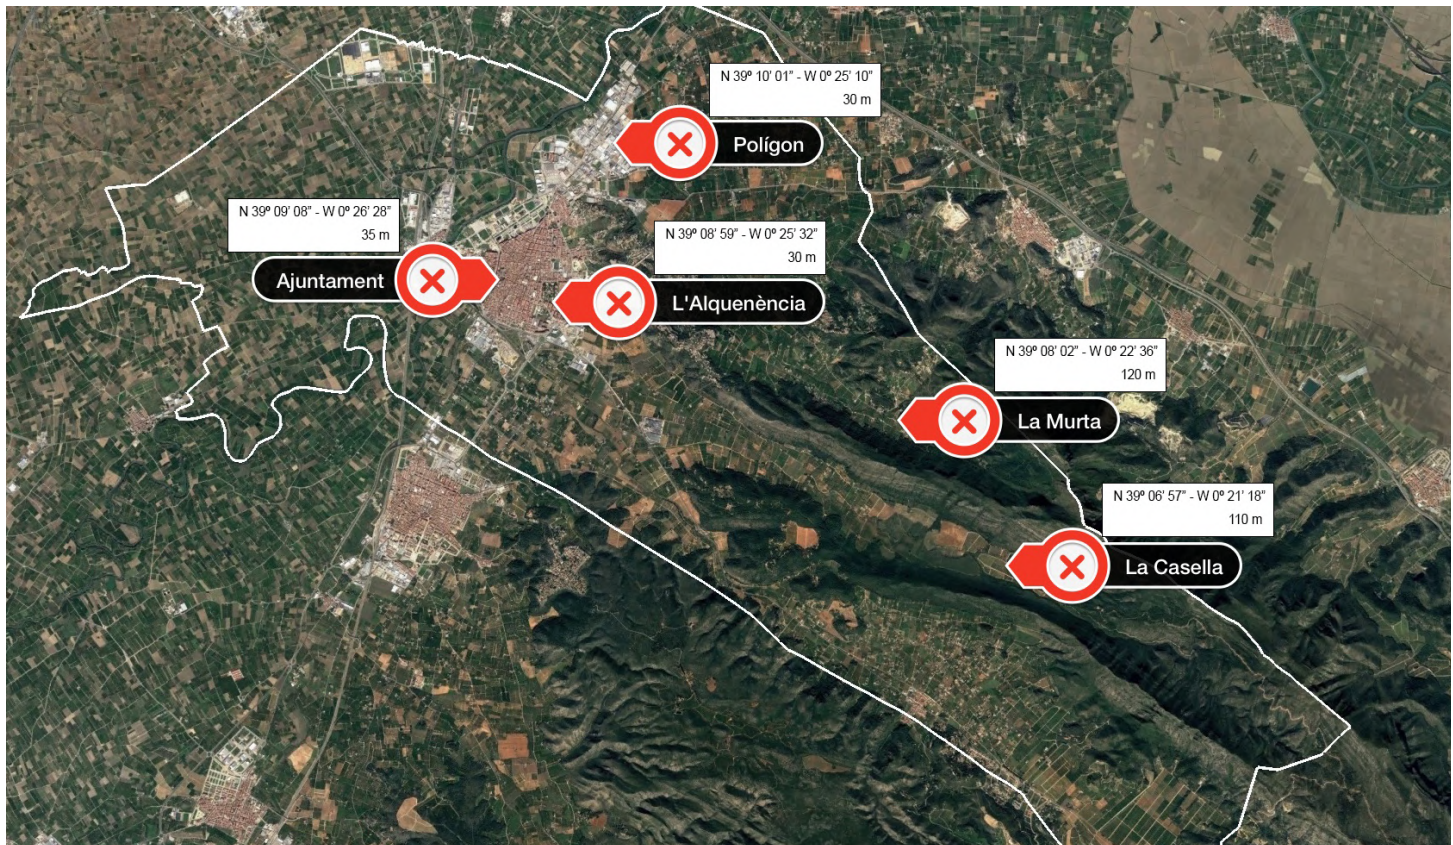 N 39º 10' 01" - W 0º 25' 10"
30 m
Polígon
N 39º 09' 08" - W 0º 26' 28"
35 m
Ajuntament
N 39º 08' 59" - W 0º 25' 32"
30 m
L'Alquenència
N 39º 08' 02" - W 0º 22' 36"
120 m
La Murta
N 39º 06' 57" - W 0º 21' 18"
110 m
La Casella